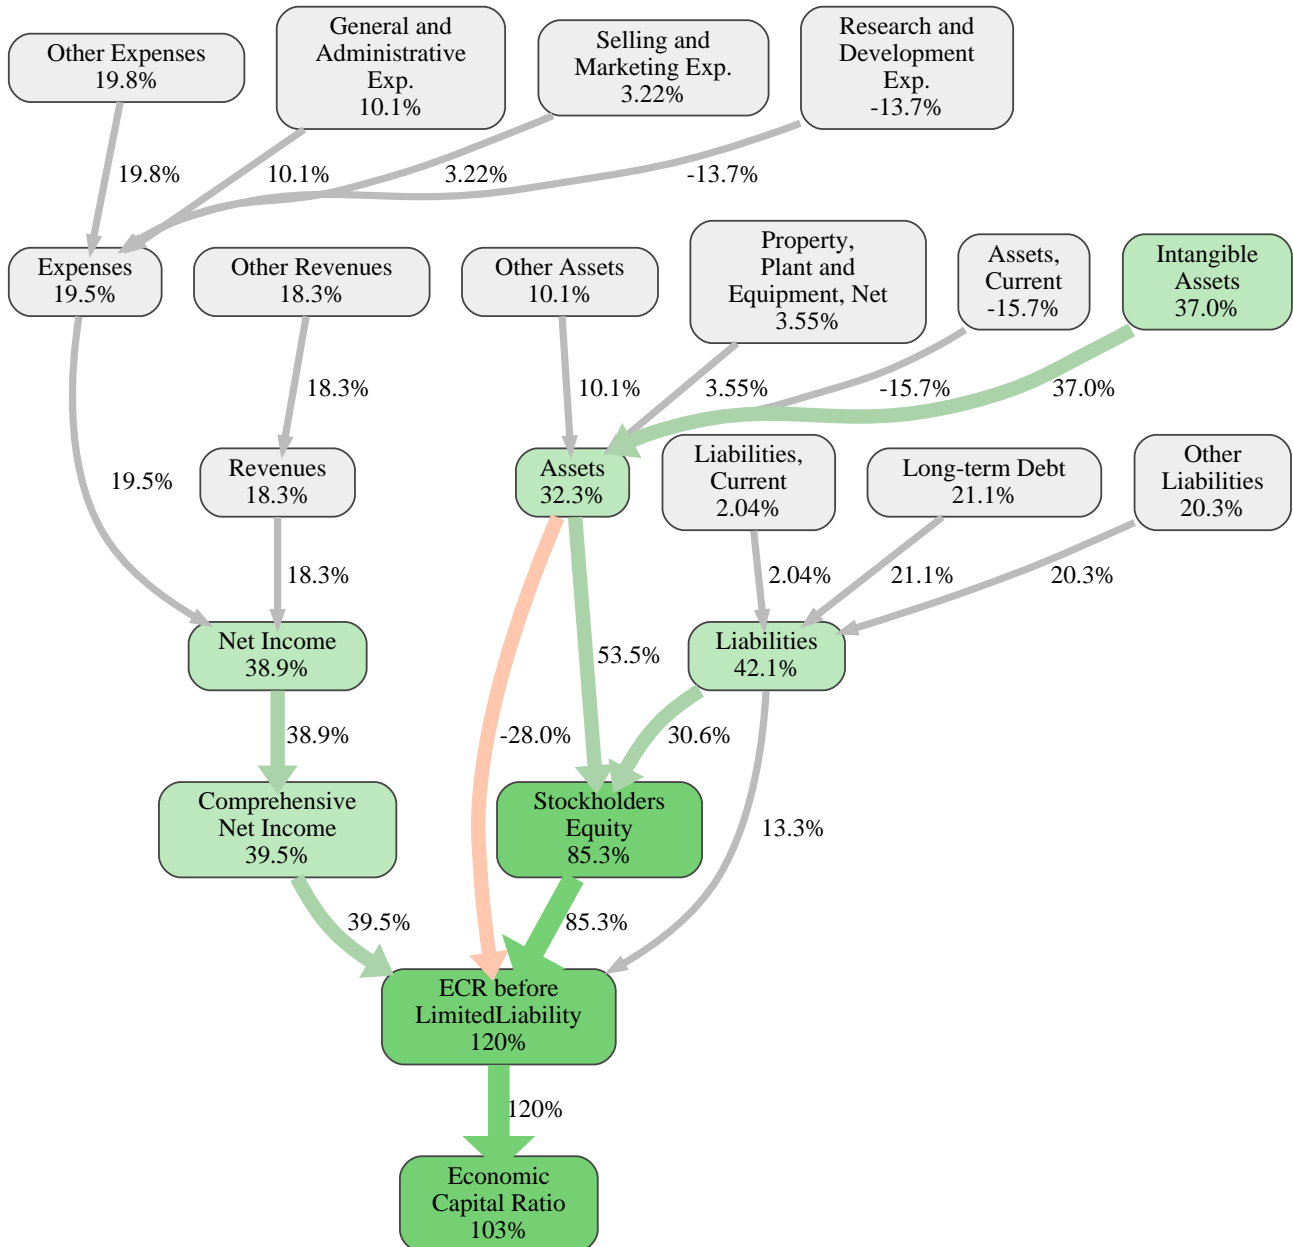 Other Expenses
19.8%
General and
Administrative
Exp.
10.1%
Selling and
Marketing Exp.
3.22%
Research and
Development
Exp.
-13.7%
19.8%
10.1%
3.22%
-13.7%
Expenses
19.5%
Other Revenues
18.3%
Other Assets
10.1%
Property,
Plant and
Equipment, Net
3.55%
Assets,
Current
-15.7%
Intangible
Assets
37.0%
18.3%
10.1%
3.55%
-15.7%
37.0%
19.5%
Revenues
18.3%
Assets
32.3%
Liabilities,
Current
2.04%
Long-term Debt
21.1%
Other
Liabilities
20.3%
18.3%
2.04%
21.1%
20.3%
Net Income
38.9%
53.5%
Liabilities
42.1%
38.9%
-28.0%
30.6%
Comprehensive
Net Income
39.5%
Stockholders
Equity
85.3%
13.3%
39.5%
85.3%
ECR before
LimitedLiability
120%
120%
Economic
Capital Ratio
103%